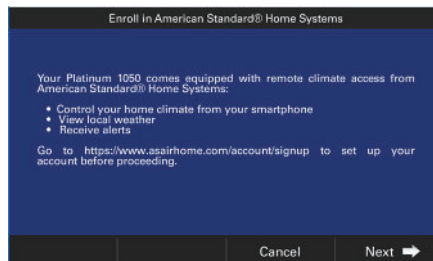 Enroll in American Standard® Home Systems
Your Platinum 1050 comes equipped with remote climate access from
American Standard® Home Systems:
• Control your home climate from your smartphone
• View local weather
• Receive alerts
Go to https://www.asairhome.com/account/signup to set up your
account before proceeding.
Cancel Next